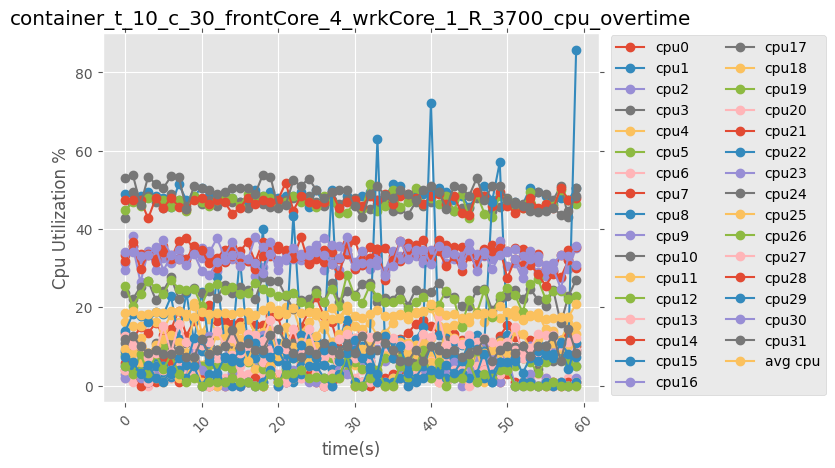 container_t_10_c_30_frontCore_4_wrkCore_1_R_3700_cpu_overtime
80
60
40
20
0
Cpu Utilization %
0 10 20 30 40 50 60
time(s)
cpu0
cpu1
cpu2
cpu3
cpu4
cpu5
cpu6
cpu7
cpu8
cpu9
cpu10
cpu11
cpu12
cpu13
cpu14
cpu15
cpu16
cpu17
cpu18
cpu19
cpu20
cpu21
cpu22
cpu23
cpu24
cpu25
cpu26
cpu27
cpu28
cpu29
cpu30
cpu31
avg cpu